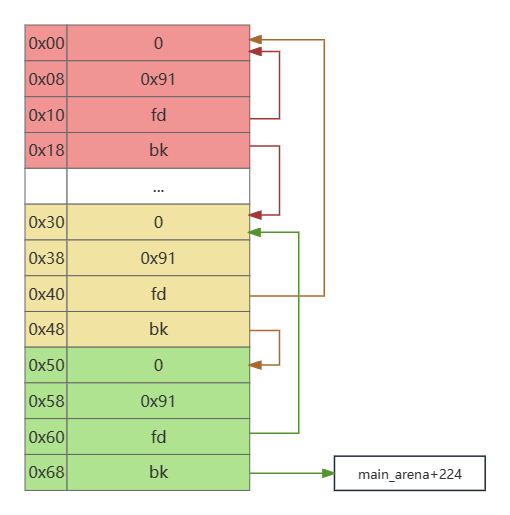 0x00 0
0x08 0x91
0x10 fd
0x18 bk
...
0x30 0
0x38 0x91
0x40 fd
0x48 bk
0x50 0
0x58 0x91
0x60 fd
0x68 bk
main_arena+224